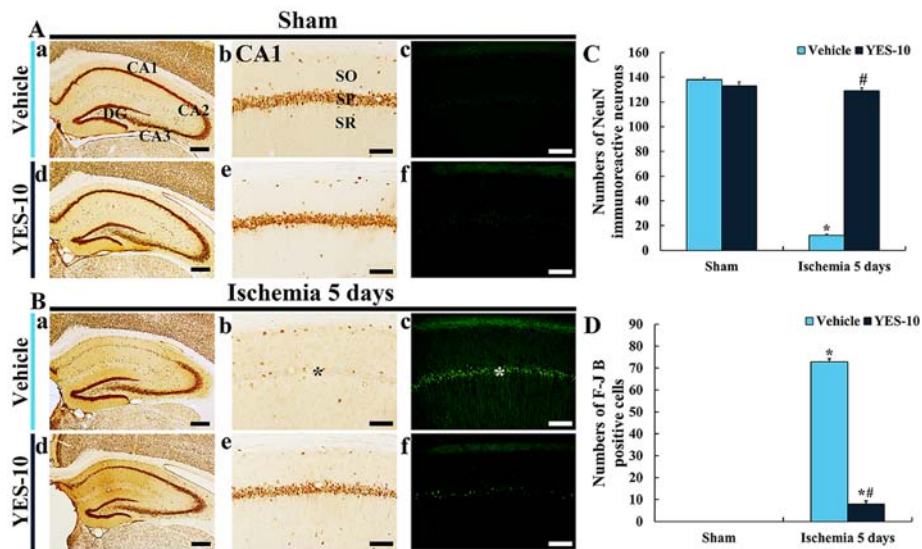 Sham
A
Vehicle
a
CA1
CA2
DG
CA3
b CA1
SO
SP
SR
c
YES-10
d
e
f
Ischemia 5 days
B
Vehicle
a
b
*
c
*
YES-10
d
e
f
C
Vehicle YES-10
Numbers of NeuN
immunoreactive neurons
160
140
120
100
80
60
40
20
0
*
#
Sham Ischemia 5 days
D
Vehicle YES-10
Numbers of F-J B
positive cells
90
80
70
60
50
40
30
20
10
0
*
*#
Sham Ischemia 5 days